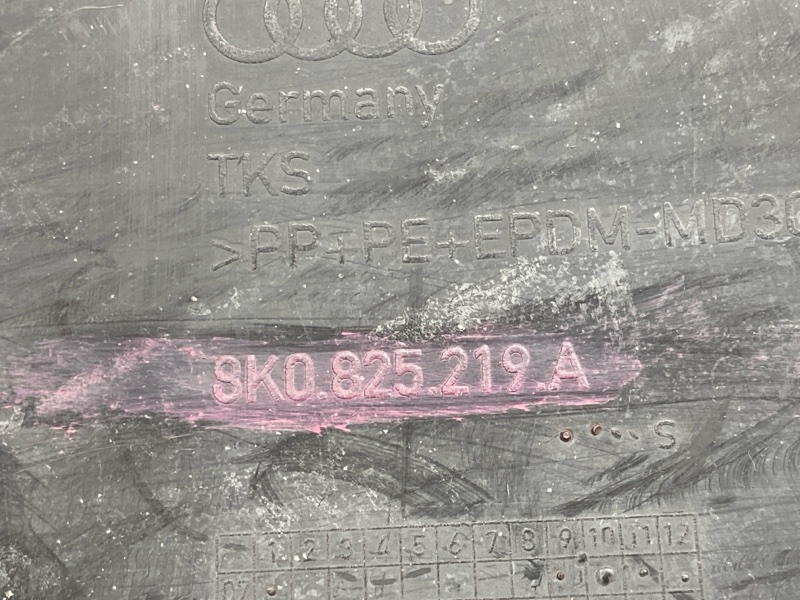 Germany
TKS
>PP+PE+EPDM-MD30
8K0.825.219.A
S
1 2 3 4 5 6 7 8 9 10 11 12
07